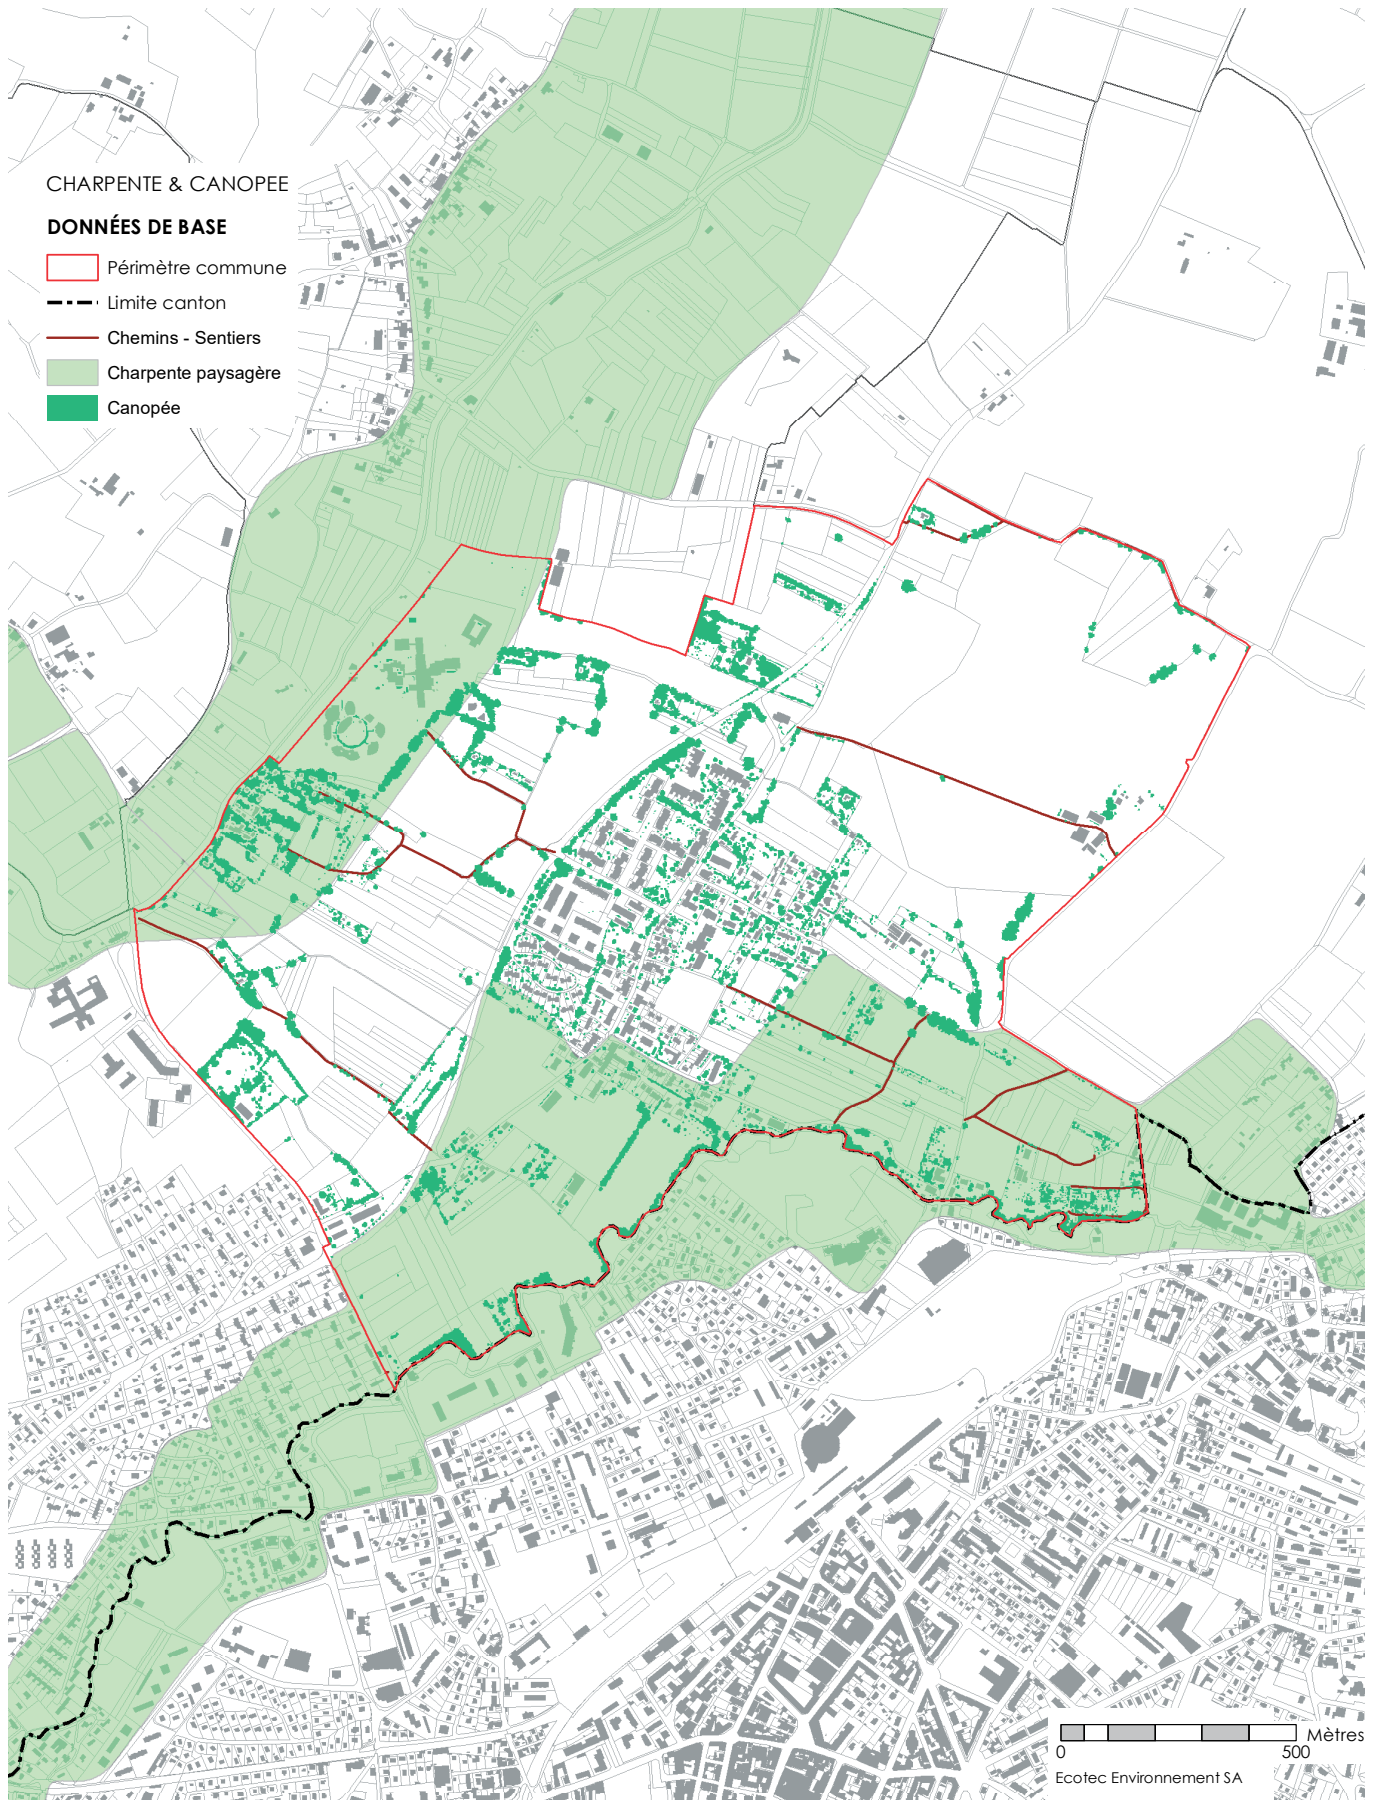 CHARPENTE & CANOPEE
DONNÉES DE BASE
Périmètre commune
Limite canton
Chemins - Sentiers
Charpente paysagère
Canopée
Mètres
0 500
Ecotec Environnement SA